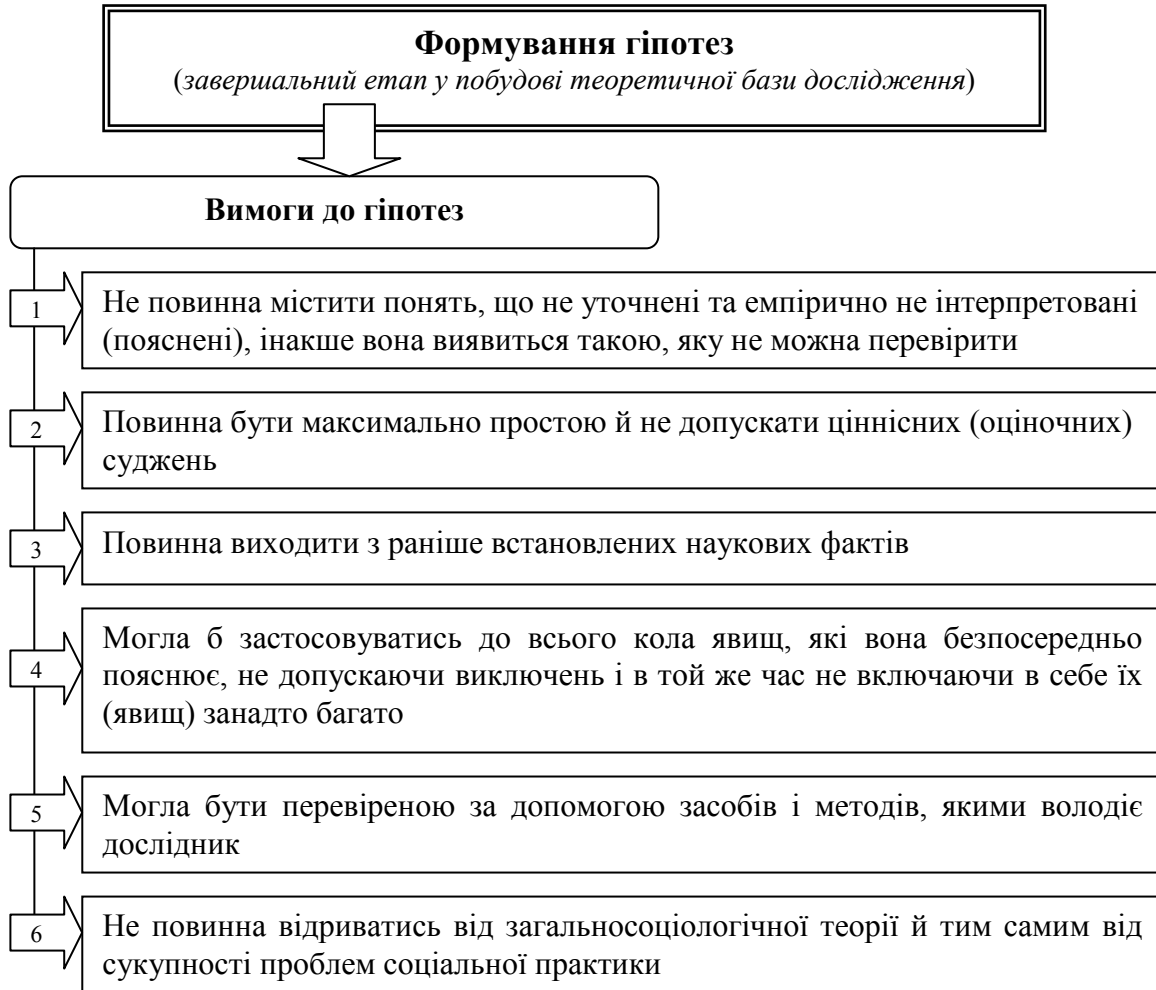 Формування гіпотез
(завершальний етап у побудові теоретичної бази дослідження)
Вимоги до гіпотез
1
Не повинна містити понять, що не уточнені та емпірично не інтерпретовані
(пояснені), інакше вона виявиться такою, яку не можна перевірити
2
Повинна бути максимально простою й не допускати ціннісних (оціночних)
суджень
3
Повинна виходити з раніше встановлених наукових фактів
4
Могла б застосовуватись до всього кола явищ, які вона безпосередньо
пояснює, не допускаючи виключень і в той же час не включаючи в себе їх
(явищ) занадто багато
5
Могла бути перевіреною за допомогою засобів і методів, якими володіє
дослідник
6
Не повинна відриватись від загальносоціологічної теорії й тим самим від
сукупності проблем соціальної практики